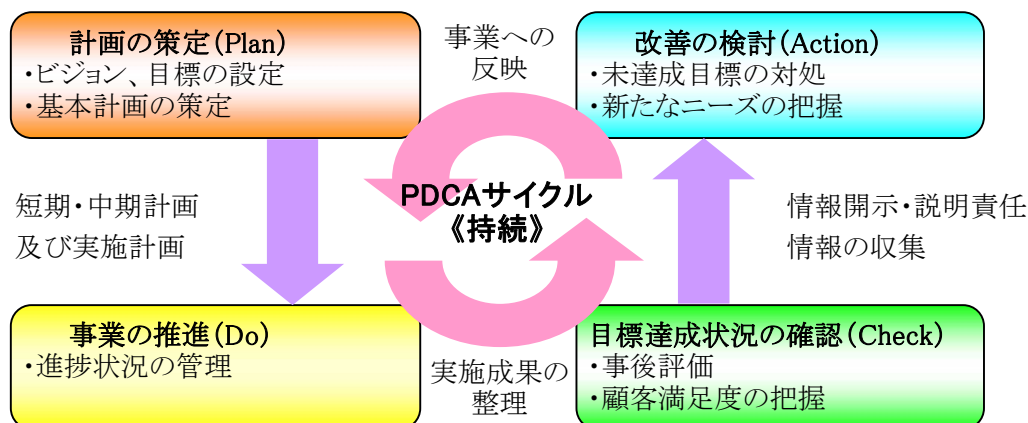 計画の策定(Plan)
・ビジョン、目標の設定
・基本計画の策定
事業への
反映
改善の検討(Action)
・未達成目標の対処
・新たなニーズの把握
短期・中期計画
及び実施計画
PDCAサイクル
《持続》
情報開示・説明責任
情報の収集
事業の推進(Do)
・進捗状況の管理
実施成果の
整理
目標達成状況の確認(Check)
・事後評価
・顧客満足度の把握